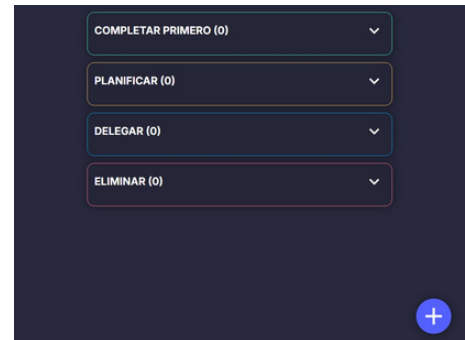 COMPLETAR PRIMERO (0)
PLANIFICAR (0)
DELEGAR (0)
ELIMINAR (0)